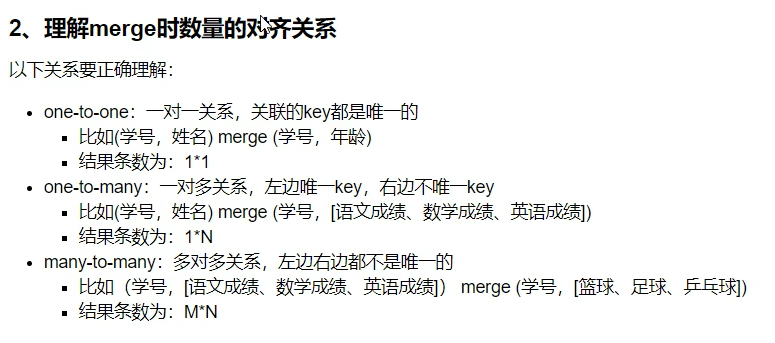 2、理解merge时数量的对齐关系
以下关系要正确理解：
one-to-one：一对一关系，关联的key都是唯一的
比如(学号，姓名) merge (学号，年龄)
结果条数为：1*1
one-to-many：一对多关系，左边唯一key，右边不唯一key
比如(学号，姓名) merge (学号，[语文成绩、数学成绩、英语成绩])
结果条数为：1*N
many-to-many：多对多关系，左边右边都不是唯一的
比如（学号，[语文成绩、数学成绩、英语成绩]） merge (学号，[篮球、足球、乒乓球])
结果条数为：M*N